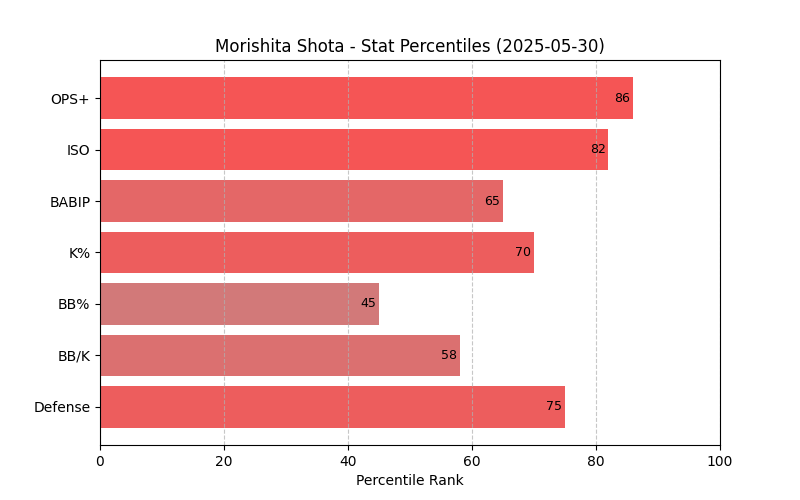 Morishita Shota - Stat Percentiles (2025-05-30)
OPS+ 86
ISO 82
BABIP 65
K% 70
BB% 45
BB/K 58
Defense 75
0 20 40 60 80 100
Percentile Rank